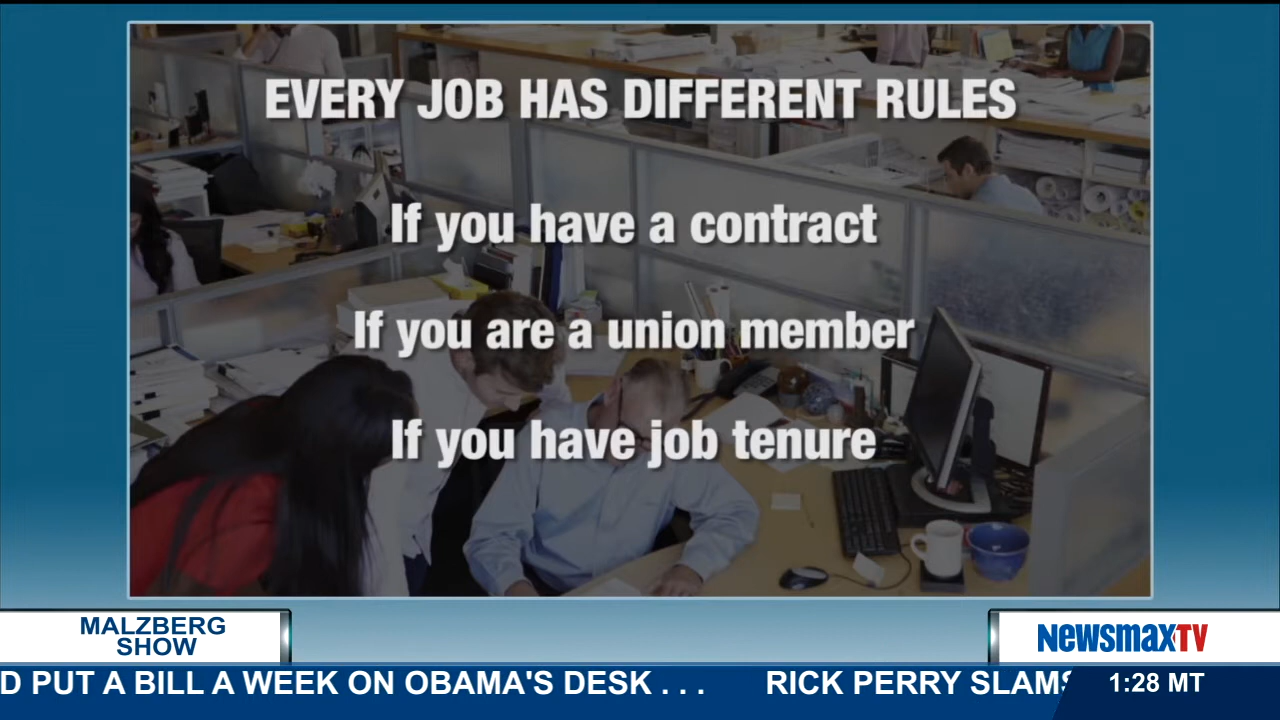 EVERY JOB HAS DIFFERENT RULES
If you have a contract
If you are a union member
If you have job tenure
MALZBERG
SHOW
NEWSMAXTV
D PUT A BILL A WEEK ON OBAMA'S DESK . . . RICK PERRY SLAMS 1:28 MT